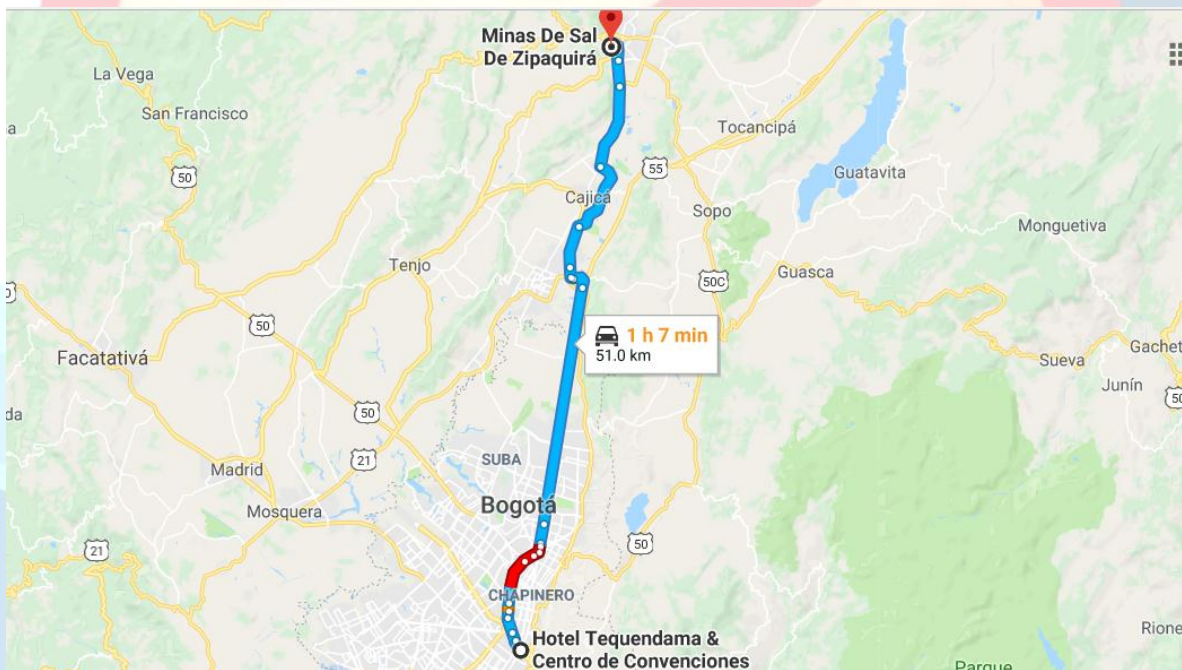 Minas De Sal
De Zipaquirá
La Vega
San Francisco
Tocancipá
50
55
Guatavita
Cajicá
Sopo
Monguetiva
Tenjo
Guasca
50C
50
1 h 7 min
51.0 km
Facatativá
Sueva
Gachet
Junín
50
50
21
SUBA
Madrid
Bogotá
Mosquera
21
50
CHAPINERO
Hotel Tequendama &
Centro de Convenciones
Rione
Parque